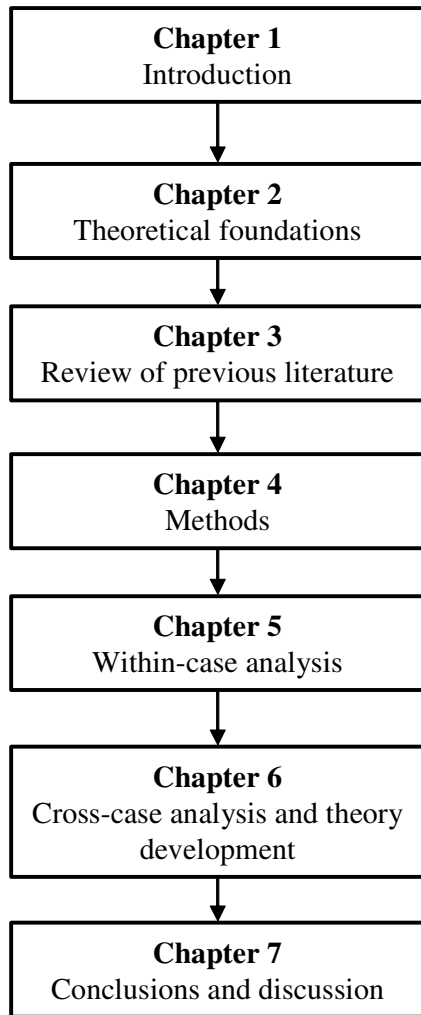 Chapter 1
Introduction
Chapter 2
Theoretical foundations
Chapter 3
Review of previous literature
Chapter 4
Methods
Chapter 5
Within-case analysis
Chapter 6
Cross-case analysis and theory
development
Chapter 7
Conclusions and discussion